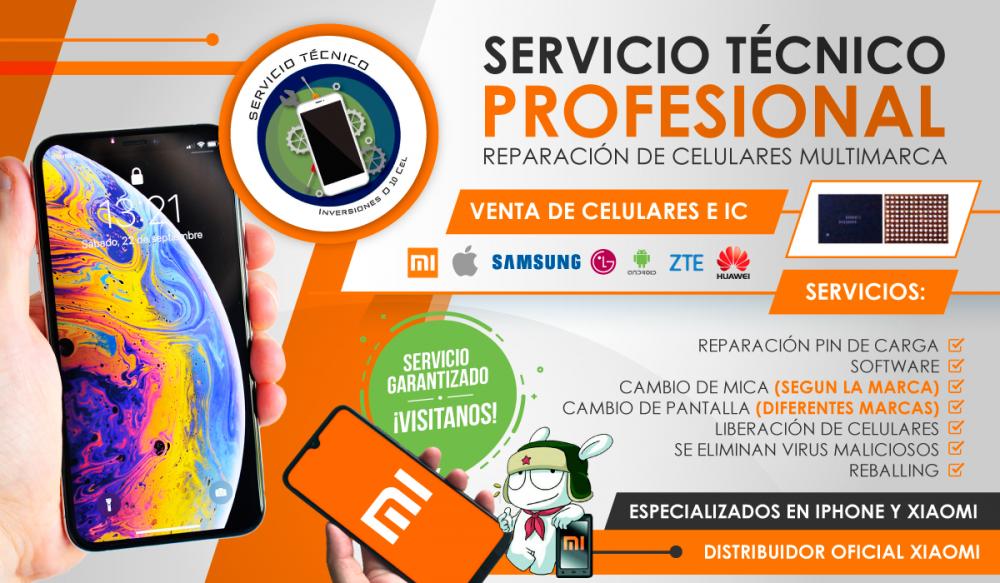 SERVICIO TÉCNICO
INVERSIONES D 10 CEL
SERVICIO TÉCNICO
PROFESIONAL
REPARACIÓN DE CELULARES MULTIMARCA
VENTA DE CELULARES E IC
mi
SAMSUNG
LG
ANDROID
ZTE
HUAWEI
SERVICIOS:
13:21
Sábado, 22 de septiembre
REPARACIÓN PIN DE CARGA
SOFTWARE
CAMBIO DE MICA (SEGUN LA MARCA)
CAMBIO DE PANTALLA (DIFERENTES MARCAS)
LIBERACIÓN DE CELULARES
SE ELIMINAN VIRUS MALICIOSOS
REBALLING
SERVICIO
GARANTIZADO
¡VISITANOS!
mi
mi
ESPECIALIZADOS EN IPHONE Y XIAOMI
DISTRIBUIDOR OFICIAL XIAOMI